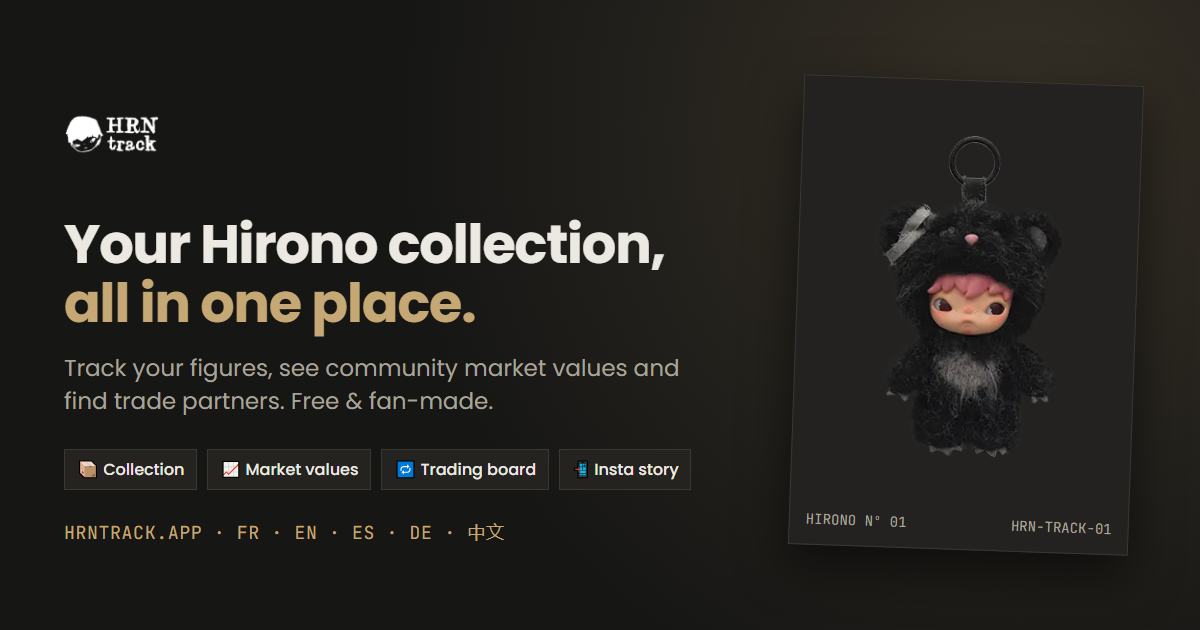 HRN
track
Your Hirono collection,
all in one place.
Track your figures, see community market values and
find trade partners. Free & fan-made.
Collection
Market values
Trading board
Insta story
HRNTRACK.APP · FR · EN · ES · DE · 中文
HIRONO N° 01
HRN-TRACK-01